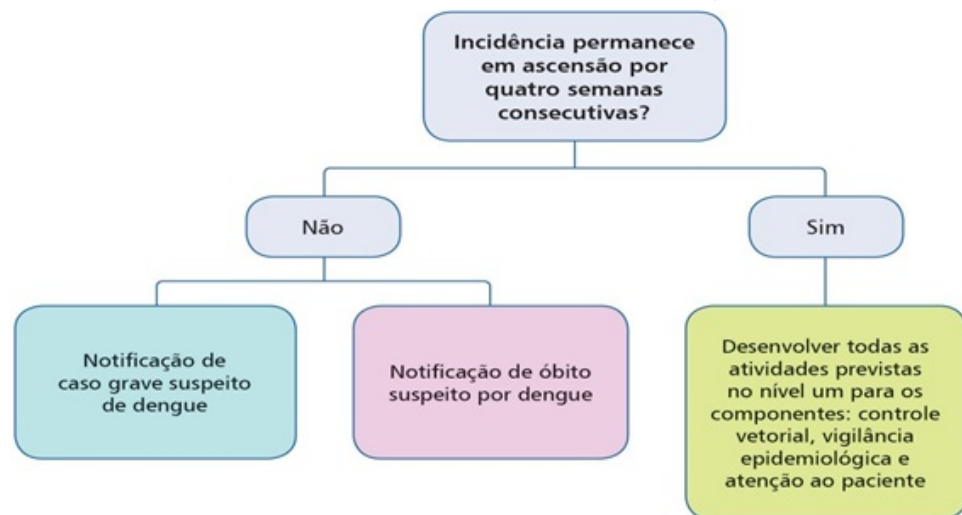 Incidência permanece
em ascensão por
quatro semanas
consecutivas?
Não
Sim
Notificação de
caso grave suspeito
de dengue
Notificação de óbito
suspeito por dengue
Desenvolver todas as
atividades previstas
no nível um para os
componentes: controle
vetorial, vigilância
epidemiológica e
atenção ao paciente